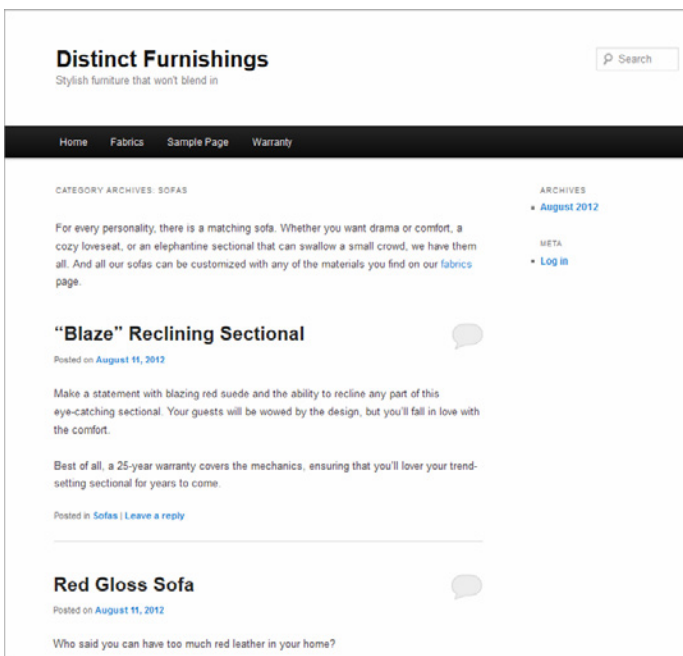 Distinct Furnishings
Stylish furniture that won't blend in
Search
Home Fabrics Sample Page Warranty
CATEGORY ARCHIVES: SOFAS
For every personality, there is a matching sofa. Whether you want drama or comfort, a
cozy loveseat, or an elephantine sectional that can swallow a small crowd, we have them
all. And all our sofas can be customized with any of the materials you find on our fabrics
page.
“Blaze” Reclining Sectional
Posted on August 11, 2012
Make a statement with blazing red suede and the ability to recline any part of this
eye-catching sectional. Your guests will be wowed by the design, but you'll fall in love with
the comfort.
Best of all, a 25-year warranty covers the mechanics, ensuring that you'll lover your trend-
setting sectional for years to come.
Posted in Sofas | Leave a reply
Red Gloss Sofa
Posted on August 11, 2012
Who said you can have too much red leather in your home?
ARCHIVES
August 2012
META
Log in